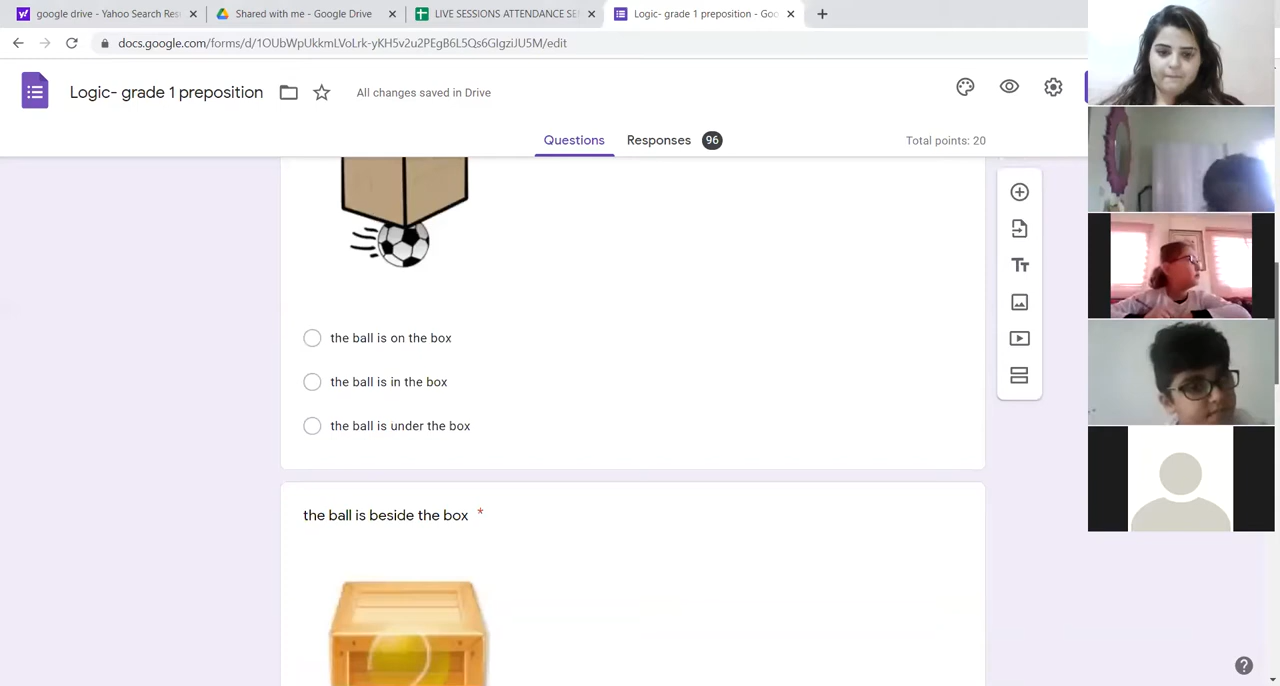 google drive - Yahoo Search Res
Shared with me - Google Drive
LIVE SESSIONS ATTENDANCE SE
Logic- grade 1 preposition - Goo
docs.google.com/forms/d/1OUbWpUkkmLVoLrk-yKH5v2u2PEgB6L5Qs6GIgziJU5M/edit
Logic- grade 1 preposition
All changes saved in Drive
Questions
Responses 96
Total points: 20
the ball is on the box
the ball is in the box
the ball is under the box
the ball is beside the box *